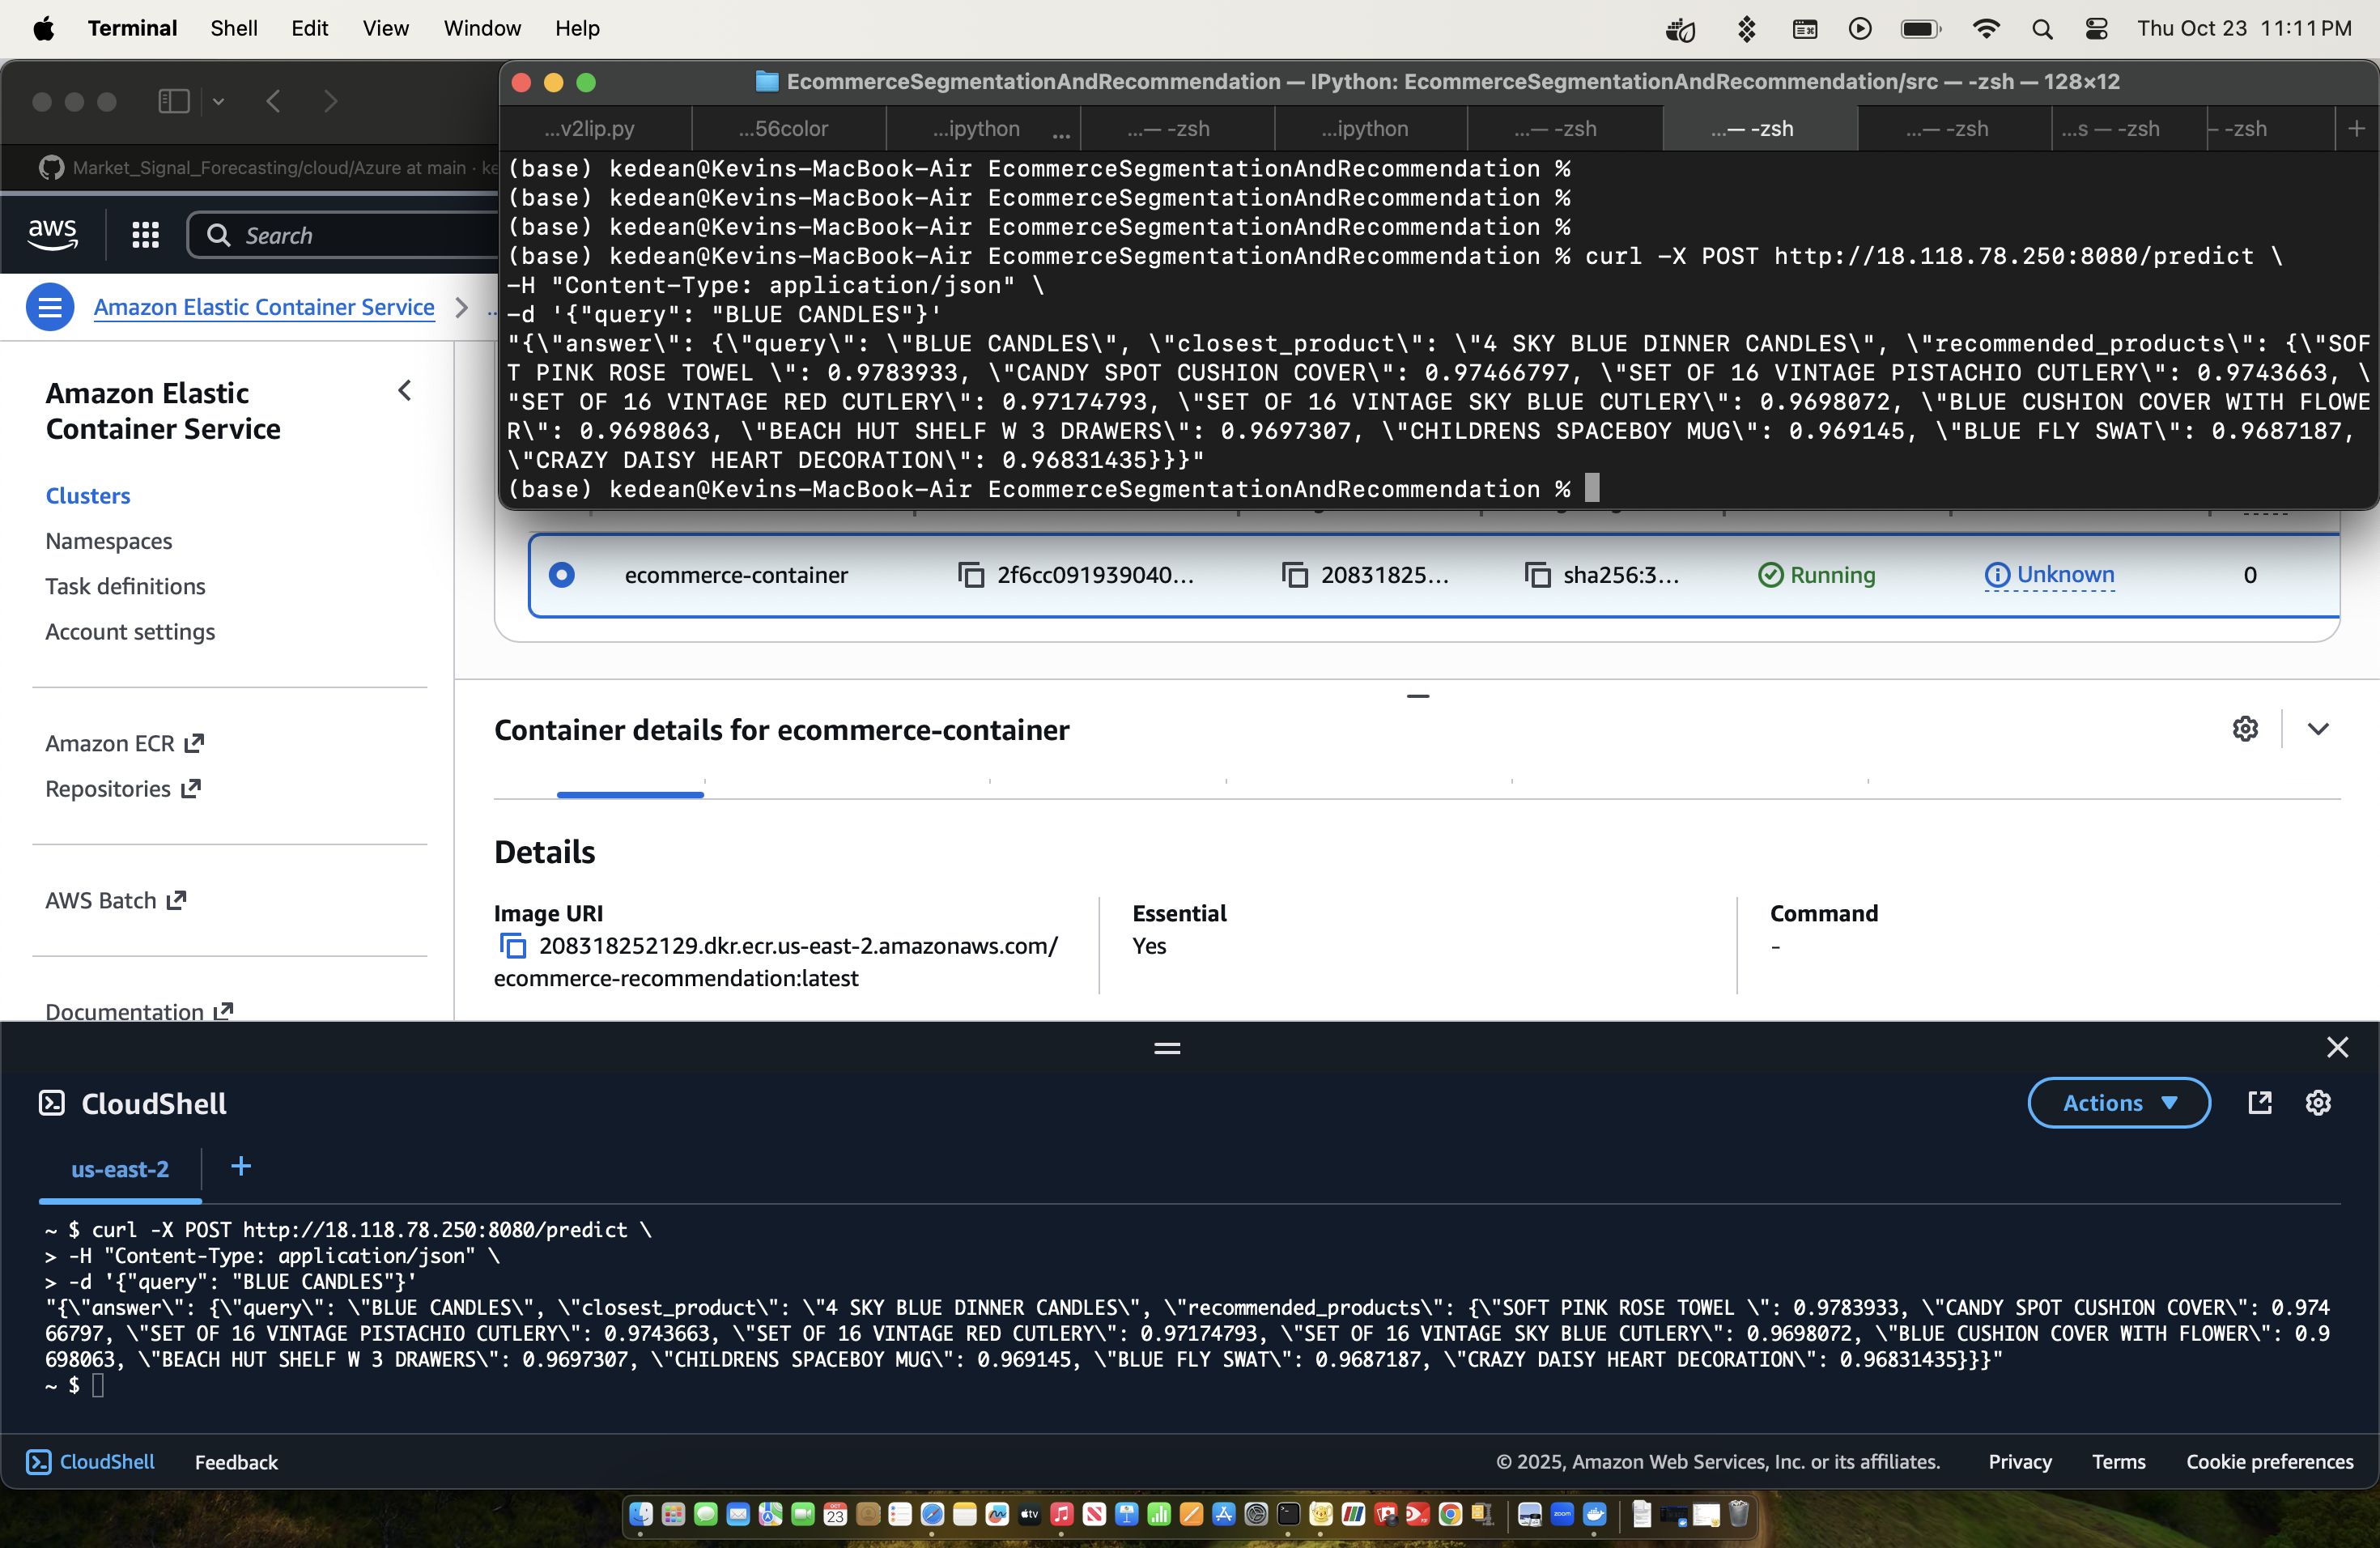 Terminal Shell Edit View Window Help Thu Oct 23 11:11 PM
EcommerceSegmentationAndRecommendation — IPython: EcommerceSegmentationAndRecommendation/src — -zsh — 128×12
...v2lip.py ...56color ...ipython ... ...— -zsh ...ipython ...— -zsh ...— -zsh ...— -zsh ...s — -zsh – -zsh
(base) kedean@Kevins-MacBook-Air EcommerceSegmentationAndRecommendation %
(base) kedean@Kevins-MacBook-Air EcommerceSegmentationAndRecommendation %
(base) kedean@Kevins-MacBook-Air EcommerceSegmentationAndRecommendation %
(base) kedean@Kevins-MacBook-Air EcommerceSegmentationAndRecommendation % curl -X POST http://18.118.78.250:8080/predict \
-H "Content-Type: application/json" \
-d '{"query": "BLUE CANDLES"}'
"{\"answer\": {\"query\": \"BLUE CANDLES\", \"closest_product\": \"4 SKY BLUE DINNER CANDLES\", \"recommended_products\": {\"SOF
T PINK ROSE TOWEL \": 0.9783933, \"CANDY SPOT CUSHION COVER\": 0.97466797, \"SET OF 16 VINTAGE PISTACHIO CUTLERY\": 0.9743663, \
"SET OF 16 VINTAGE RED CUTLERY\": 0.97174793, \"SET OF 16 VINTAGE SKY BLUE CUTLERY\": 0.9698072, \"BLUE CUSHION COVER WITH FLOWE
R\": 0.9698063, \"BEACH HUT SHELF W 3 DRAWERS\": 0.9697307, \"CHILDRENS SPACEBOY MUG\": 0.969145, \"BLUE FLY SWAT\": 0.9687187,
\"CRAZY DAISY HEART DECORATION\": 0.96831435}}}"
(base) kedean@Kevins-MacBook-Air EcommerceSegmentationAndRecommendation %
Market_Signal_Forecasting/cloud/Azure at main · ke
aws Search
Amazon Elastic Container Service > ..
Amazon Elastic
Container Service
Clusters
Namespaces
Task definitions
Account settings
Amazon ECR
Repositories
AWS Batch
Documentation
ecommerce-container 2f6cc091939040... 20831825... sha256:3... Running Unknown 0
Container details for ecommerce-container
Details
Image URI
208318252129.dkr.ecr.us-east-2.amazonaws.com/
ecommerce-recommendation:latest
Essential
Yes
Command
-
CloudShell Actions
us-east-2 +
~ $ curl -X POST http://18.118.78.250:8080/predict \
> -H "Content-Type: application/json" \
> -d '{"query": "BLUE CANDLES"}'
"{\"answer\": {\"query\": \"BLUE CANDLES\", \"closest_product\": \"4 SKY BLUE DINNER CANDLES\", \"recommended_products\": {\"SOFT PINK ROSE TOWEL \": 0.9783933, \"CANDY SPOT CUSHION COVER\": 0.974
66797, \"SET OF 16 VINTAGE PISTACHIO CUTLERY\": 0.9743663, \"SET OF 16 VINTAGE RED CUTLERY\": 0.97174793, \"SET OF 16 VINTAGE SKY BLUE CUTLERY\": 0.9698072, \"BLUE CUSHION COVER WITH FLOWER\": 0.9
698063, \"BEACH HUT SHELF W 3 DRAWERS\": 0.9697307, \"CHILDRENS SPACEBOY MUG\": 0.969145, \"BLUE FLY SWAT\": 0.9687187, \"CRAZY DAISY HEART DECORATION\": 0.96831435}}}"
~ $
CloudShell Feedback © 2025, Amazon Web Services, Inc. or its affiliates. Privacy Terms Cookie preferences
OCT
23
tv
zoom